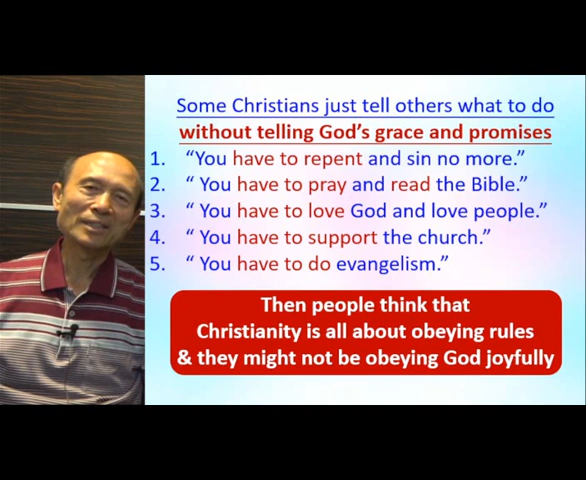 Some Christians just tell others what to do
without telling God's grace and promises
1. "You have to repent and sin no more."
2. " You have to pray and read the Bible."
3. " You have to love God and love people."
4. " You have to support the church."
5. " You have to do evangelism."
Then people think that
Christianity is all about obeying rules
& they might not be obeying God joyfully